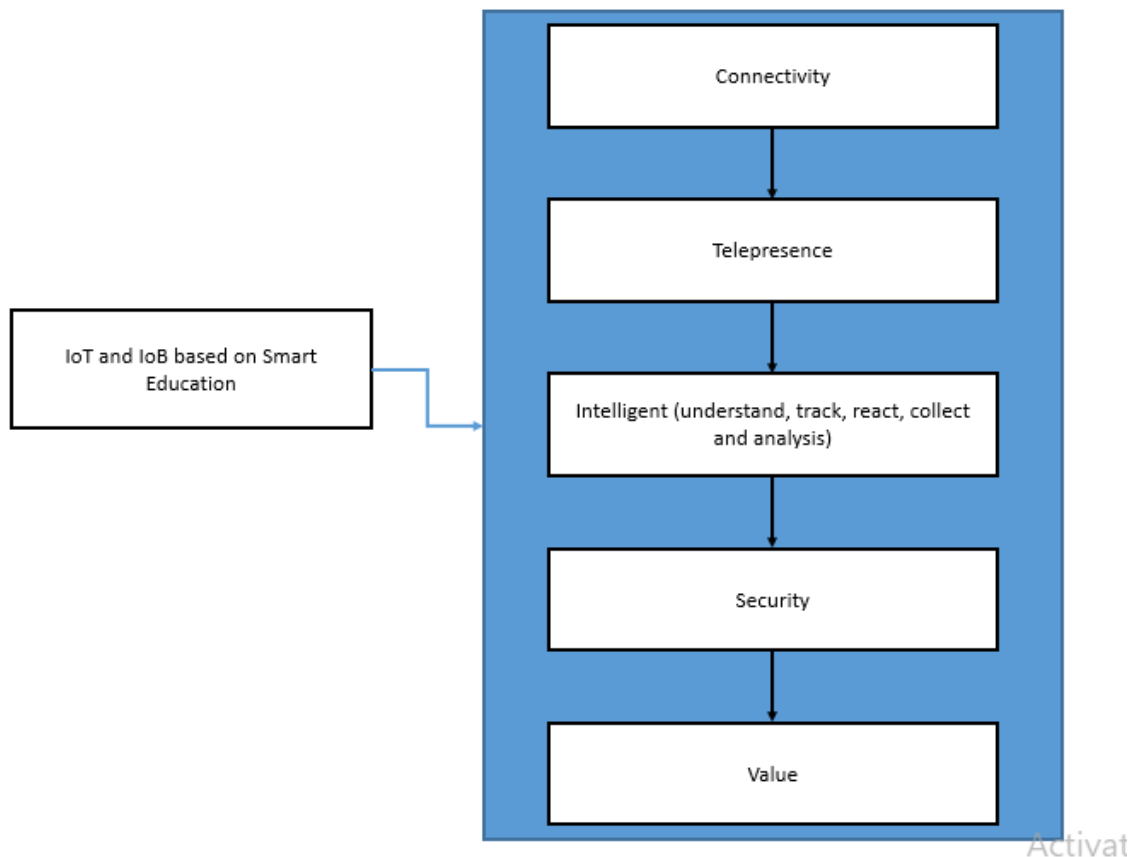 Connectivity
Telepresence
IoT and IoB based on Smart
Education
Intelligent (understand, track, react, collect
and analysis)
Security
Value
Activat